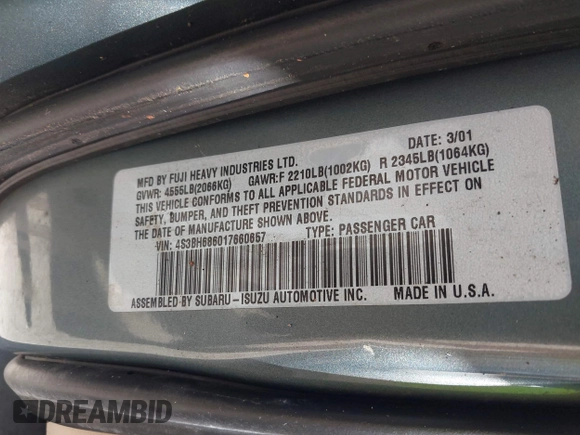 MFD BY FUJI HEAVY INDUSTRIES LTD. DATE: 3/01
GVWR: 4555LB(2066KG) GAWR:F 2210LB(1002KG) R 2345LB(1064KG)
THIS VEHICLE CONFORMS TO ALL APPLICABLE FEDERAL MOTOR VEHICLE
SAFETY, BUMPER, AND THEFT PREVENTION STANDARDS IN EFFECT ON
THE DATE OF MANUFACTURE SHOWN ABOVE.
VIN: 4S3BH686017660657 TYPE: PASSENGER CAR
ASSEMBLED BY SUBARU-ISUZU AUTOMOTIVE INC. MADE IN U.S.A.
DREAMBID